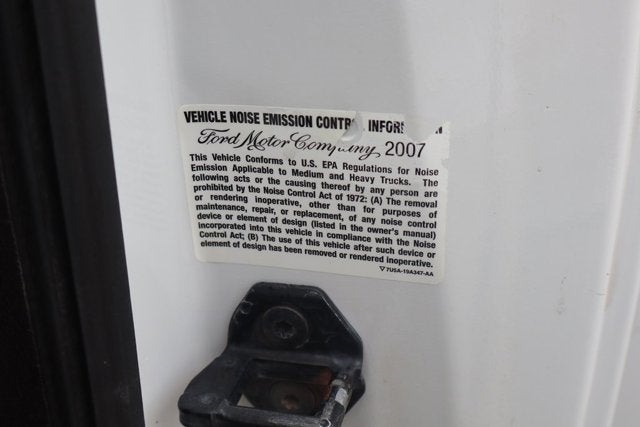 VEHICLE NOISE EMISSION CONTR
Ford Motor Company 2007
This Vehicle Conforms to U.S. EPA Regulations for Noise
Emission Applicable to Medium and Heavy Trucks. The
following acts or the causing thereof by any person are
prohibited by the Noise Control Act of 1972: (A) The removal
or rendering inoperative, other than for purposes of
maintenance, repair, or replacement, of any noise control
device or element of design (listed in the owner's manual)
incorporated into this vehicle in compliance with the Noise
Control Act; (B) The use of this vehicle after such device or
element of design has been removed or rendered inoperative.
7U5A-19A347-AA